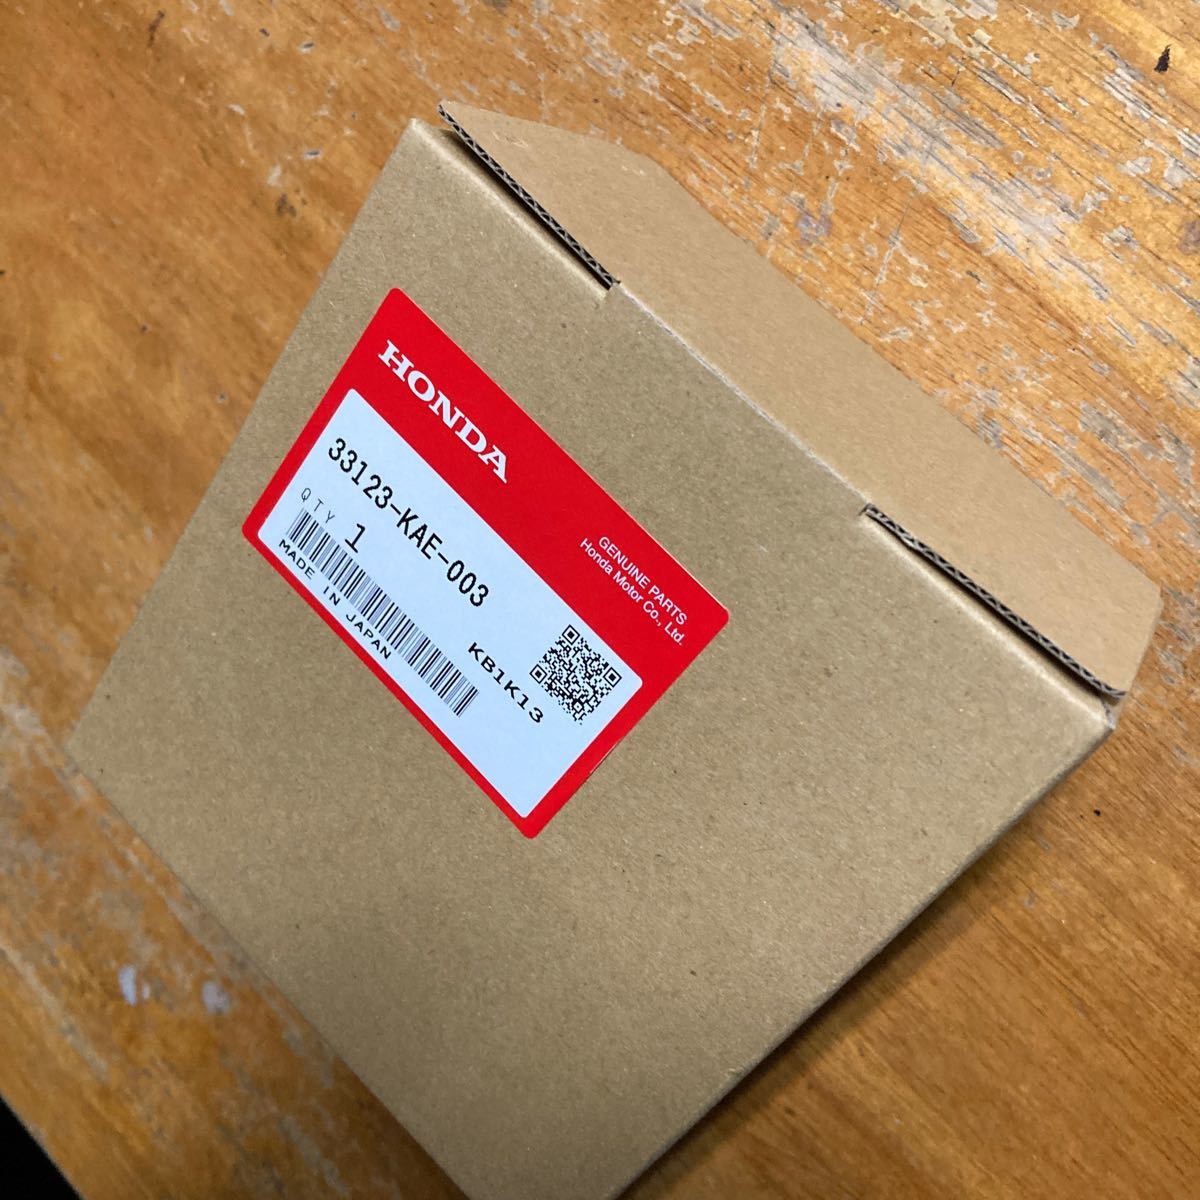 HONDA
GENUINE PARTS
Honda Motor Co., Ltd.
33123-KAE-003
QTY 1
KB1K13
MADE IN JAPAN